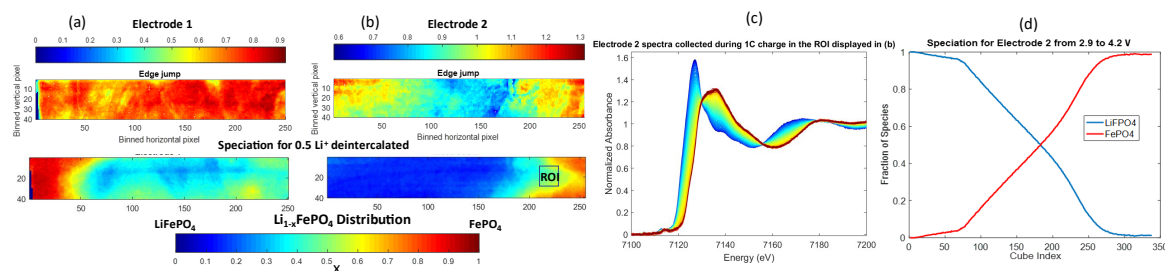 (a)
Electrode 1
0 0.1 0.2 0.3 0.4 0.5 0.6 0.7 0.8 0.9
Edge jump
Binned vertical pixel
10
20
30
40
50 100 150 200 250
Binned horizontal pixel
(b)
Electrode 2
0.6 0.7 0.8 0.9 1 1.1 1.2 1.3
Edge jump
Binned vertical pixel
10
20
30
40
50 100 150 200 250
Binned horizontal pixel
Speciation for 0.5 Li⁺ deintercalated
20
40
50 100 150 200 250
ROI
20
40
50 100 150 200 250
Li₁₋ₓFePO₄ Distribution
LiFePO₄
FePO₄
0 0.1 0.2 0.3 0.4 0.5 0.6 0.7 0.8 0.9 1
X
(c)
Electrode 2 spectra collected during 1C charge in the ROI displayed in (b)
Normalized Absorbance
1.6
1.4
1.2
1
0.8
0.6
0.4
0.2
0
7100 7120 7140 7160 7180 7200
Energy (eV)
(d)
Speciation for Electrode 2 from 2.9 to 4.2 V
Fraction of Species
1
0.8
0.6
0.4
0.2
0
LiFPO4
FePO4
0 50 100 150 200 250 300 350
Cube Index